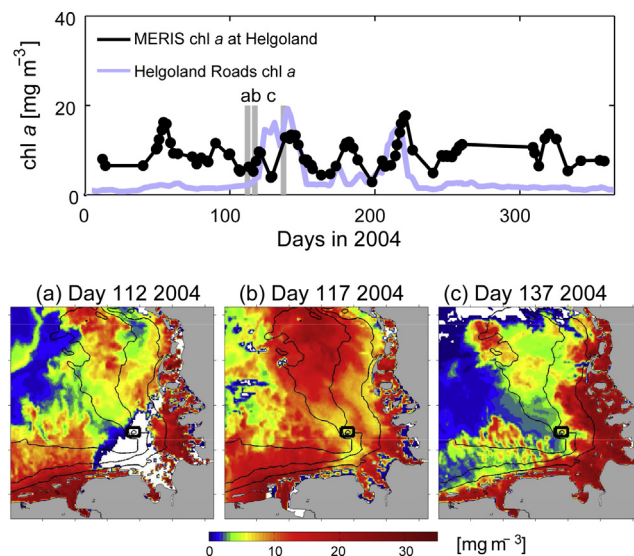 40
MERIS chl a at Helgoland
Helgoland Roads chl a
ab c
20
0
chl a [mg m⁻³]
0 100 200 300
Days in 2004
(a) Day 112 2004 (b) Day 117 2004 (c) Day 137 2004
0 10 20 30 [mg m⁻³]